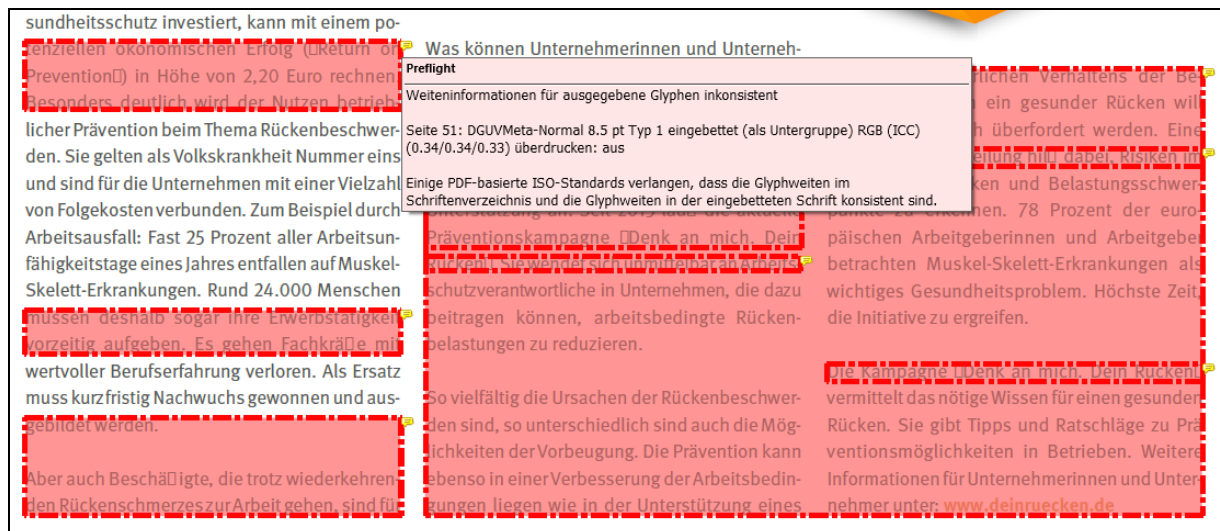 sundheitsschutz investiert, kann mit einem po-
tenziellen ökonomischen Erfolg (▯Return on
Prevention▯) in Höhe von 2,20 Euro rechnen.
Besonders deutlich wird der Nutzen betrieb-
licher Prävention beim Thema Rückenbeschwer-
den. Sie gelten als Volkskrankheit Nummer eins
und sind für die Unternehmen mit einer Vielzahl
von Folgekosten verbunden. Zum Beispiel durch
Arbeitsausfall: Fast 25 Prozent aller Arbeitsun-
fähigkeitstage eines Jahres entfallen auf Muskel-
Skelett-Erkrankungen. Rund 24.000 Menschen
müssen deshalb sogar ihre Erwerbstätigkeit
vorzeitig aufgeben. Es gehen Fachkrä▯e mit
wertvoller Berufserfahrung verloren. Als Ersatz
muss kurzfristig Nachwuchs gewonnen und aus-
gebildet werden.
Aber auch Beschä▯igte, die trotz wiederkehren-
den Rückenschmerzes zur Arbeit gehen, sind für
Was können Unternehmerinnen und Unterneh-
Preflight
Weiteninformationen für ausgegebene Glyphen inkonsistent
Seite 51: DGUVMeta-Normal 8.5 pt Typ 1 eingebettet (als Untergruppe) RGB (ICC)
(0.34/0.34/0.33) überdrucken: aus
Einige PDF-basierte ISO-Standards verlangen, dass die Glyphweiten im
Schriftenverzeichnis und die Glyphweiten in der eingebetteten Schrift konsistent sind.
Unterstützung an. Seit 2013 läu▯ die aktuelle
Präventionskampagne ▯Denk an mich. Dein
Rücken▯. Sie wendet sich unmittelbar an Arbeits-
schutzverantwortliche in Unternehmen, die dazu
beitragen können, arbeitsbedingte Rücken-
belastungen zu reduzieren.
So vielfältig die Ursachen der Rückenbeschwer-
den sind, so unterschiedlich sind auch die Mög-
lichkeiten der Vorbeugung. Die Prävention kann
ebenso in einer Verbesserung der Arbeitsbedin-
gungen liegen wie in der Unterstützung eines
rlichen Verhaltens der Be-
ein gesunder Rücken will
h überfordert werden. Eine
eilung hil▯ dabei, Risiken im
ken und Belastungsschwer-
punkte zu erkennen. 78 Prozent der euro-
päischen Arbeitgeberinnen und Arbeitgeber
betrachten Muskel-Skelett-Erkrankungen als
wichtiges Gesundheitsproblem. Höchste Zeit,
die Initiative zu ergreifen.
Die Kampagne ▯Denk an mich. Dein Rücken▯
vermittelt das nötige Wissen für einen gesunden
Rücken. Sie gibt Tipps und Ratschläge zu Prä-
ventionsmöglichkeiten in Betrieben. Weitere
Informationen für Unternehmerinnen und Unter-
nehmer unter: www.deinruecken.de